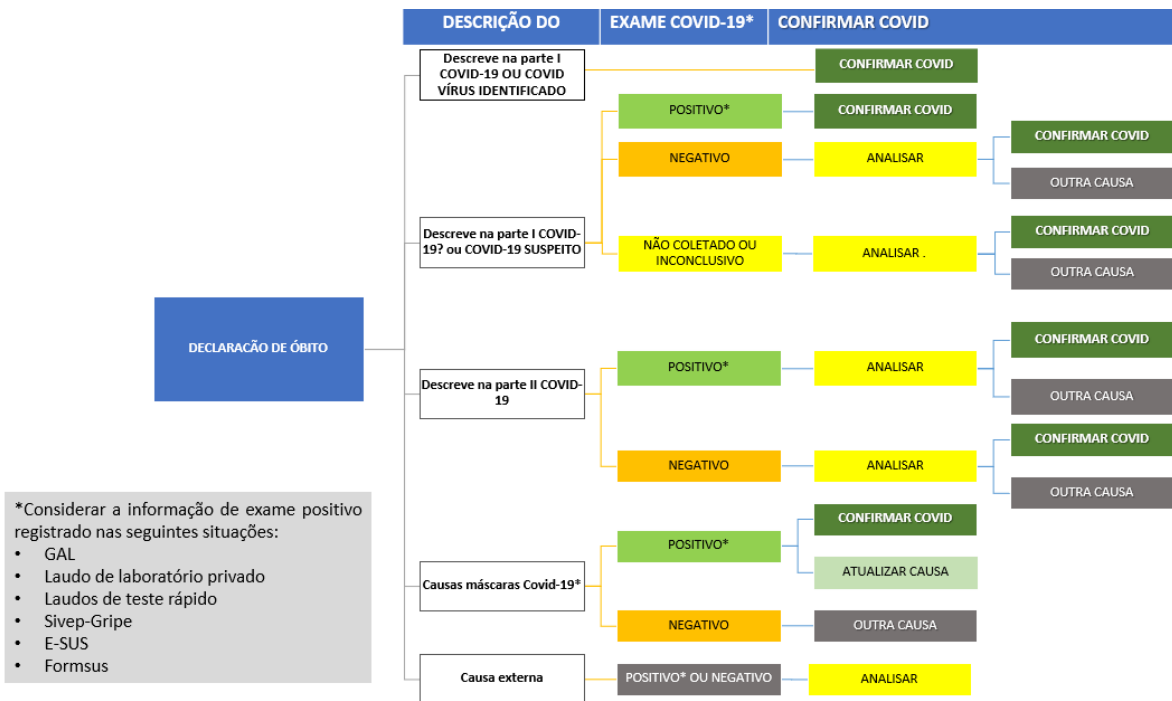 DESCRIÇÃO DO
EXAME COVID-19*
CONFIRMAR COVID
Descreve na parte I
COVID-19 OU COVID
VÍRUS IDENTIFICADO
CONFIRMAR COVID
POSITIVO*
CONFIRMAR COVID
NEGATIVO
ANALISAR
CONFIRMAR COVID
OUTRA CAUSA
Descreve na parte I COVID-
19? ou COVID-19 SUSPEITO
NÃO COLETADO OU
INCONCLUSIVO
ANALISAR .
CONFIRMAR COVID
OUTRA CAUSA
DECLARACÃO DE ÓBITO
Descreve na parte II COVID-
19
POSITIVO*
ANALISAR
CONFIRMAR COVID
OUTRA CAUSA
NEGATIVO
ANALISAR
CONFIRMAR COVID
OUTRA CAUSA
Causas máscaras Covid-19*
POSITIVO*
CONFIRMAR COVID
ATUALIZAR CAUSA
NEGATIVO
OUTRA CAUSA
Causa externa
POSITIVO* OU NEGATIVO
ANALISAR
*Considerar a informação de exame positivo
registrado nas seguintes situações:
• GAL
• Laudo de laboratório privado
• Laudos de teste rápido
• Sivep-Gripe
• E-SUS
• Formsus